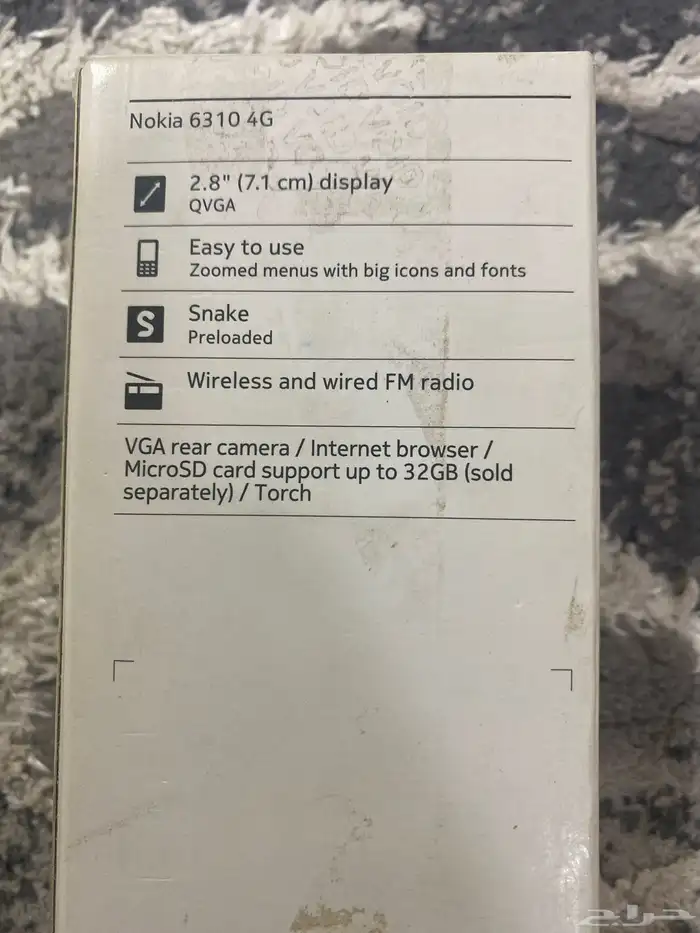 Nokia 6310 4G
2.8" (7.1 cm) display
QVGA
Easy to use
Zoomed menus with big icons and fonts
S
Snake
Preloaded
Wireless and wired FM radio
VGA rear camera / Internet browser /
MicroSD card support up to 32GB (sold
separately) / Torch
حراج